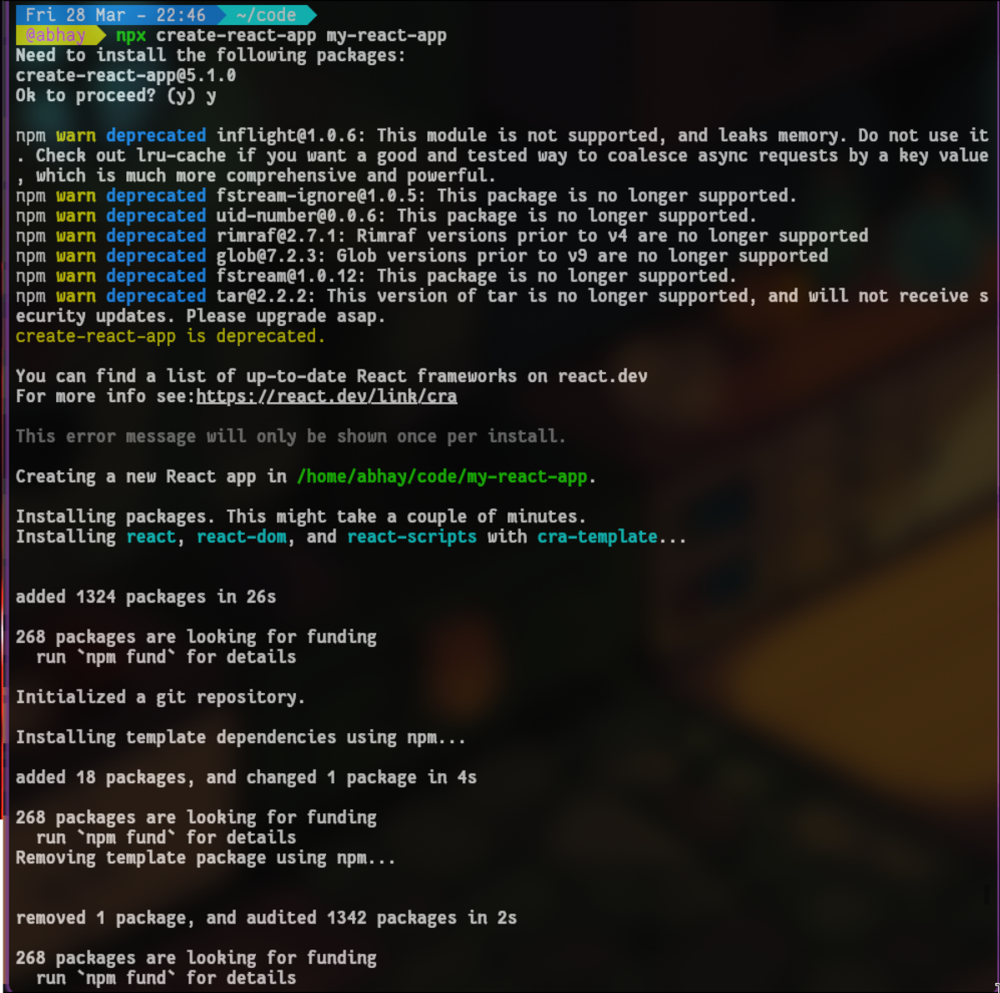 Fri 28 Mar - 22:46 ~/code
@abhay npx create-react-app my-react-app
Need to install the following packages:
create-react-app@5.1.0
Ok to proceed? (y) y
npm warn deprecated inflight@1.0.6: This module is not supported, and leaks memory. Do not use it
. Check out lru-cache if you want a good and tested way to coalesce async requests by a key value
, which is much more comprehensive and powerful.
npm warn deprecated fstream-ignore@1.0.5: This package is no longer supported.
npm warn deprecated uid-number@0.0.6: This package is no longer supported.
npm warn deprecated rimraf@2.7.1: Rimraf versions prior to v4 are no longer supported
npm warn deprecated glob@7.2.3: Glob versions prior to v9 are no longer supported
npm warn deprecated fstream@1.0.12: This package is no longer supported.
npm warn deprecated tar@2.2.2: This version of tar is no longer supported, and will not receive s
ecurity updates. Please upgrade asap.
create-react-app is deprecated.
You can find a list of up-to-date React frameworks on react.dev
For more info see:https://react.dev/link/cra
This error message will only be shown once per install.
Creating a new React app in /home/abhay/code/my-react-app.
Installing packages. This might take a couple of minutes.
Installing react, react-dom, and react-scripts with cra-template...
added 1324 packages in 26s
268 packages are looking for funding
  run `npm fund` for details
Initialized a git repository.
Installing template dependencies using npm...
added 18 packages, and changed 1 package in 4s
268 packages are looking for funding
  run `npm fund` for details
Removing template package using npm...
removed 1 package, and audited 1342 packages in 2s
268 packages are looking for funding
  run `npm fund` for details